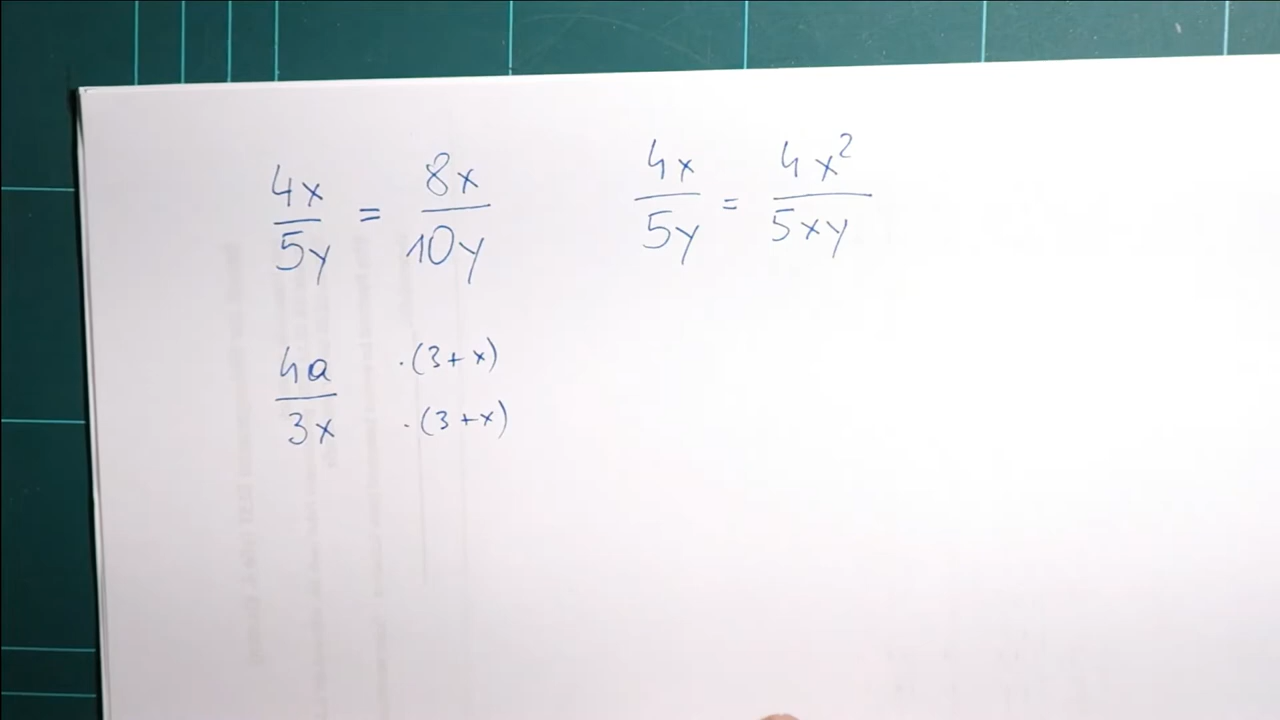 4x/5y = 8x/10y
4x/5y = 4x²/5xy
4a/3x ·(3+x) ·(3+x)